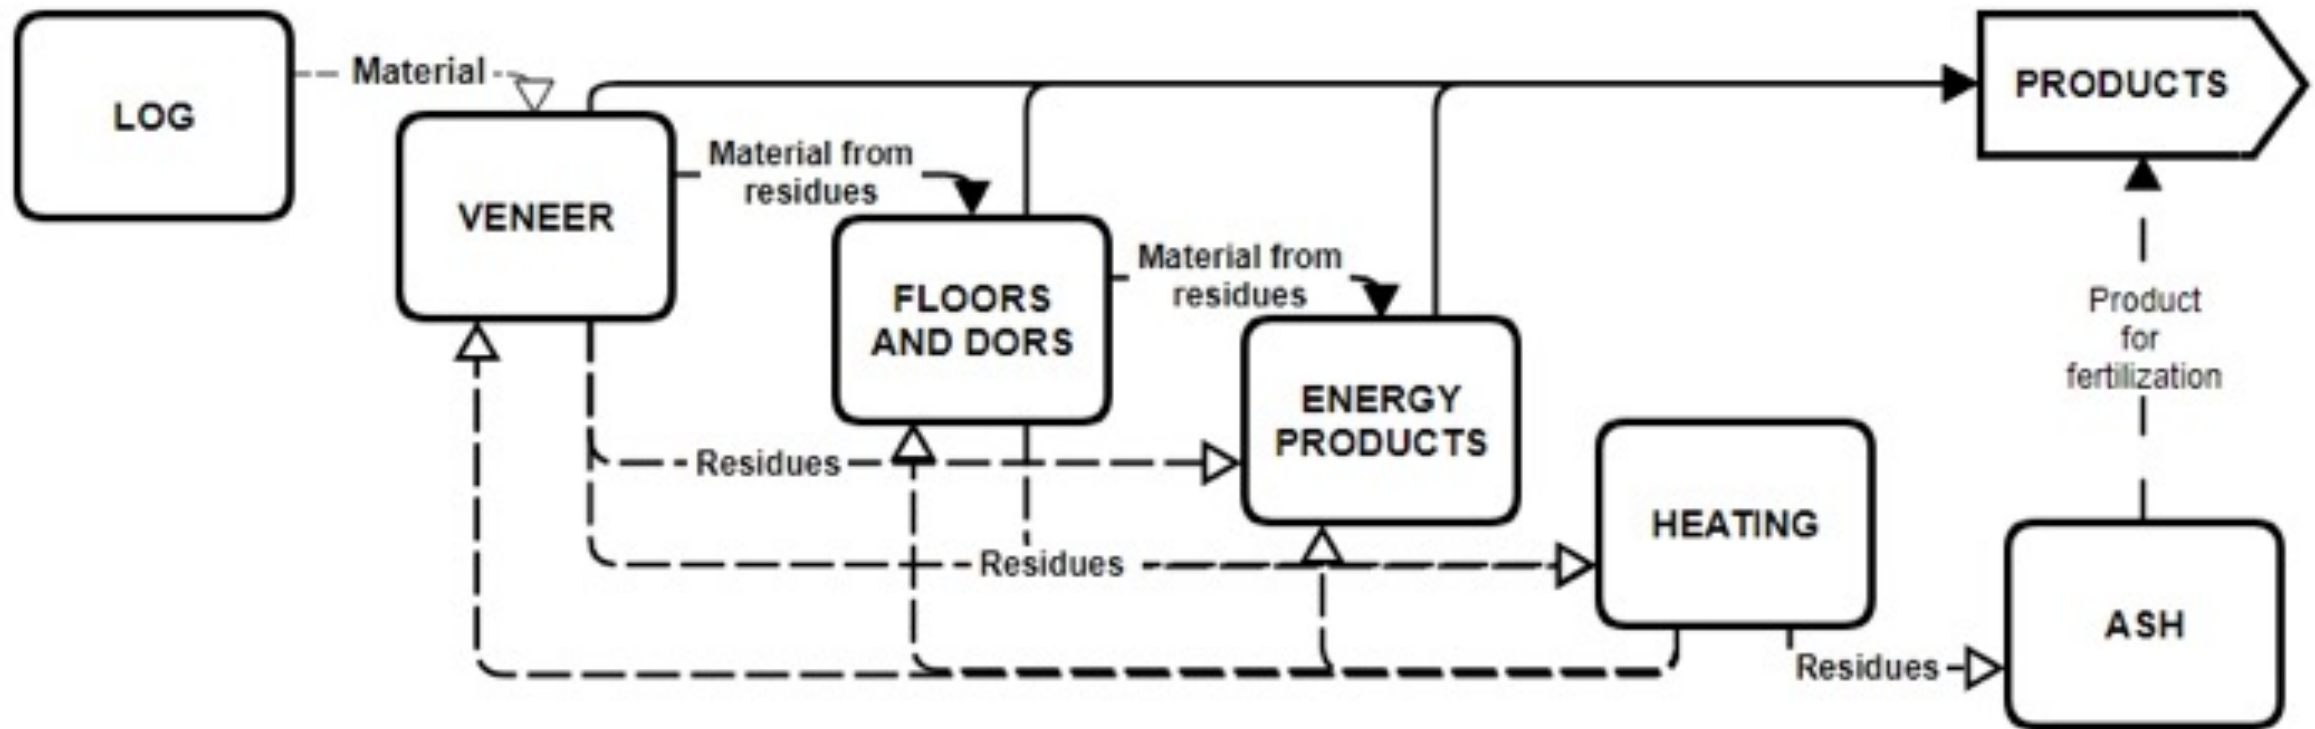 LOG
Material
PRODUCTS
VENEER
Material from
residues
FLOORS
AND DORS
Material from
residues
ENERGY
PRODUCTS
Product
for
fertilization
Residues
HEATING
Residues
ASH
Residues